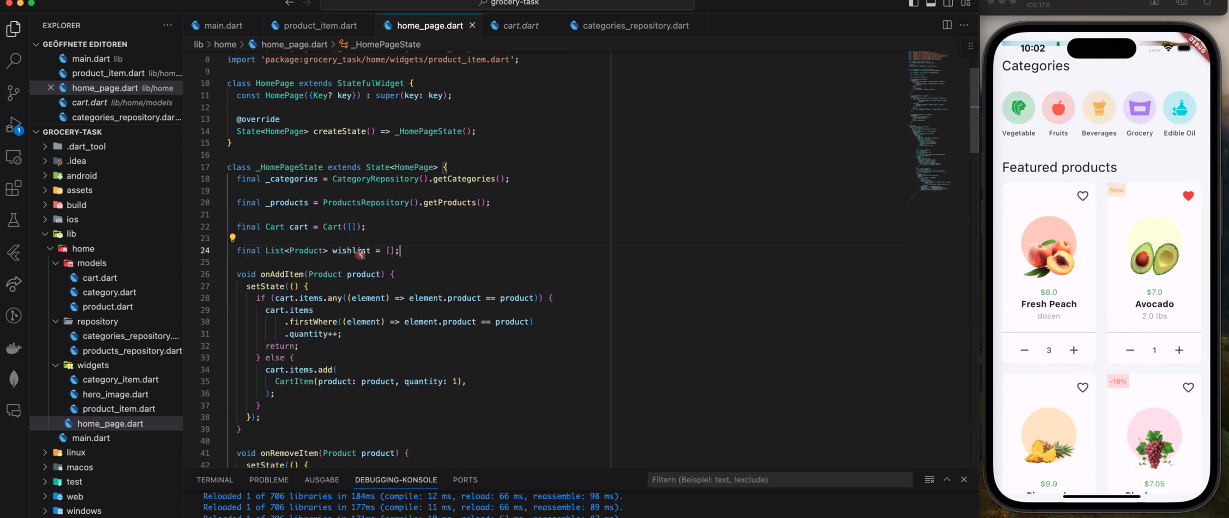 grocery-task
EXPLORER
GEÖFFNETE EDITOREN
main.dart lib
product_item.dart lib/hom...
home_page.dart lib/home
cart.dart lib/home/models
categories_repository.dar...
1
GROCERY-TASK
.dart_tool
.idea
android
assets
build
ios
lib
home
models
cart.dart
category.dart
product.dart
repository
categories_repository....
products_repository.dart
widgets
category_item.dart
hero_image.dart
product_item.dart
home_page.dart
main.dart
linux
macos
test
web
windows
main.dart product_item.dart home_page.dart cart.dart categories_repository.dart
lib > home > home_page.dart > _HomePageState
8 import 'package:grocery_task/home/widgets/product_item.dart';
9
10 class HomePage extends StatefulWidget {
11 const HomePage({Key? key}) : super(key: key);
12
13 @override
14 State<HomePage> createState() => _HomePageState();
15 }
16
17 class _HomePageState extends State<HomePage> {
18 final _categories = CategoryRepository().getCategories();
19
20 final _products = ProductsRepository().getProducts();
21
22 final Cart cart = Cart([]);
23
24 final List<Product> wishlist = [];
25
26 void onAddItem(Product product) {
27 setState(() {
28 if (cart.items.any((element) => element.product == product)) {
29 cart.items
30 .firstWhere((element) => element.product == product)
31 .quantity++;
32 return;
33 } else {
34 cart.items.add(
35 CartItem(product: product, quantity: 1),
36 );
37 }
38 });
39 }
40
41 void onRemoveItem(Product product) {
42 setState(() {
TERMINAL PROBLEME AUSGABE DEBUGGING-KONSOLE PORTS
Filtern (Beispiel: text, !exclude)
Reloaded 1 of 706 libraries in 184ms (compile: 12 ms, reload: 66 ms, reassemble: 98 ms).
Reloaded 1 of 706 libraries in 177ms (compile: 11 ms, reload: 66 ms, reassemble: 89 ms).
iOS 17.0
10:02
DEBUG
Categories
Vegetable Fruits Beverages Grocery Edible Oil
Featured products
New
$8.0
Fresh Peach
dozen
3
$7.0
Avocado
2.0 lbs
1
-16%
$9.9
$7.05